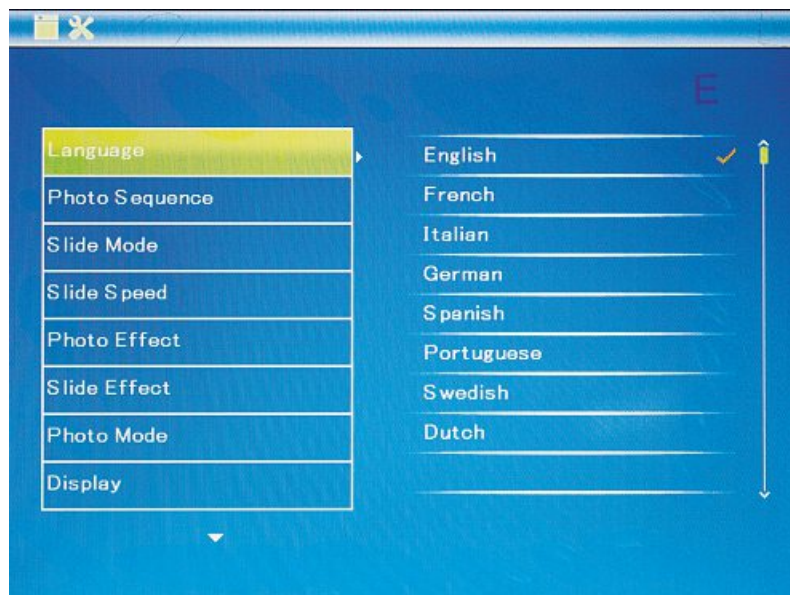 Language
Photo Sequence
Slide Mode
Slide Speed
Photo Effect
Slide Effect
Photo Mode
Display
English
French
Italian
German
Spanish
Portuguese
Swedish
Dutch